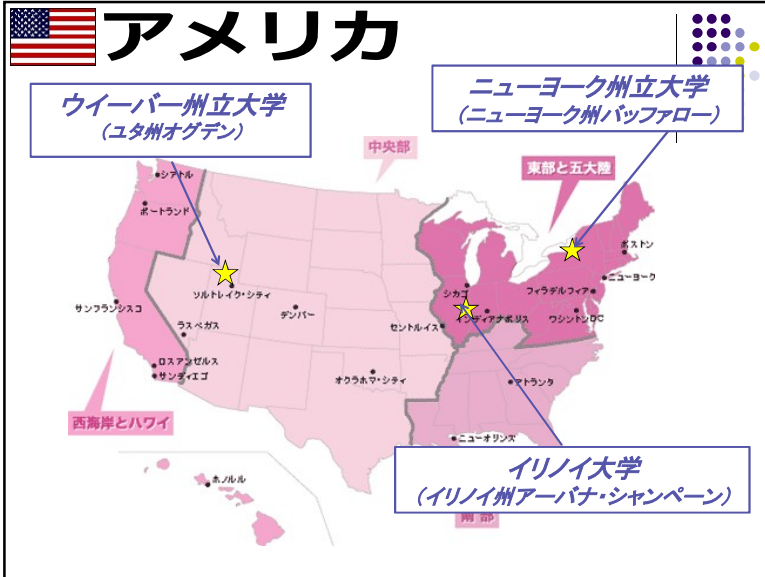 アメリカ
ウイーバー州立大学
（ユタ州オグデン）
ニューヨーク州立大学
（ニューヨーク州バッファロー）
中央部
東部と五大陸
シアトル
ポートランド
ボストン
ニューヨーク
シカゴ
フィラデルフィア
ソルトレイク・シティ
サンフランシスコ
デンバー
インディアナポリス
ワシントンDC
ラスベガス
セントルイス
ロスアンゼルス
サンディエゴ
オクラホマ・シティ
アトランタ
西海岸とハワイ
ニューオリンズ
イリノイ大学
（イリノイ州アーバナ・シャンペーン）
ホノルル
南部